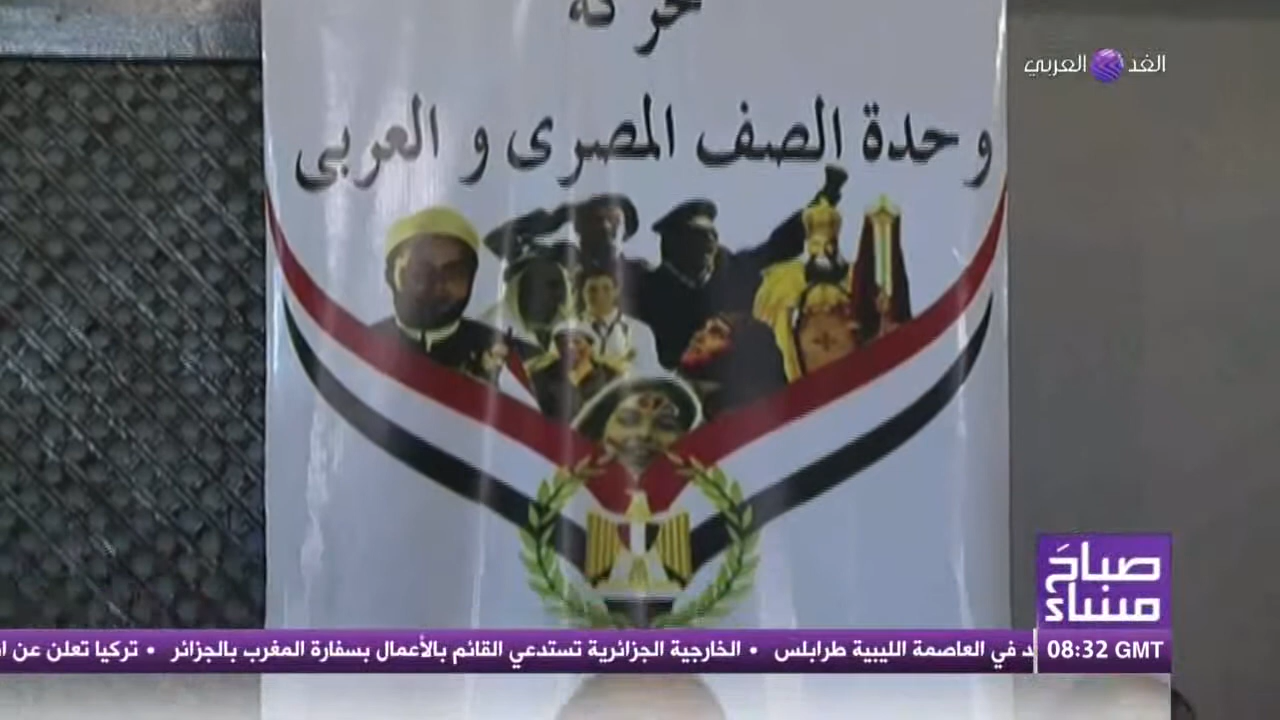 حركة
الغد العربي
وحدة الصف المصرى و العربى
صباح
مساء
08:32 GMT
في العاصمة الليبية طرابلس • الخارجية الجزائرية تستدعي القائم بالأعمال بسفارة المغرب بالجزائر • تركيا تعلن عن